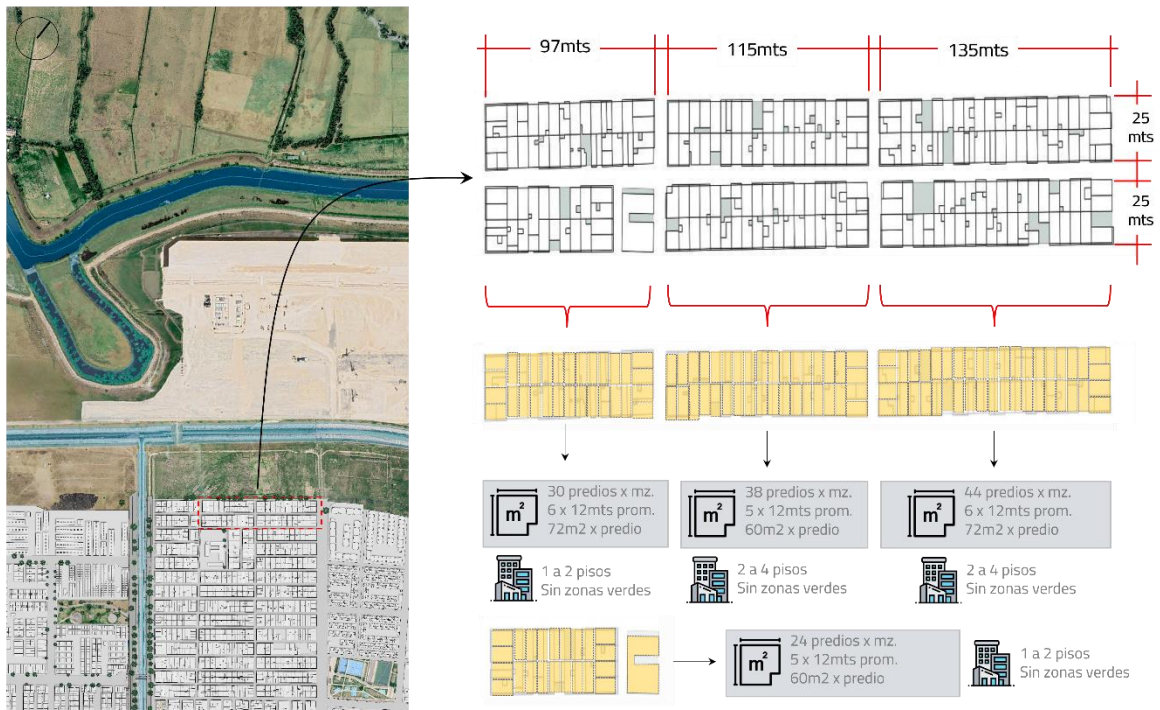 97mts
115mts
135mts
25
mts
25
mts
m²
30 predios x mz.
6 x 12mts prom.
72m2 x predio
m²
38 predios x mz.
5 x 12mts prom.
60m2 x predio
m²
44 predios x mz.
6 x 12mts prom.
72m2 x predio
1 a 2 pisos
Sin zonas verdes
2 a 4 pisos
Sin zonas verdes
2 a 4 pisos
Sin zonas verdes
m²
24 predios x mz.
5 x 12mts prom.
60m2 x predio
1 a 2 pisos
Sin zonas verdes